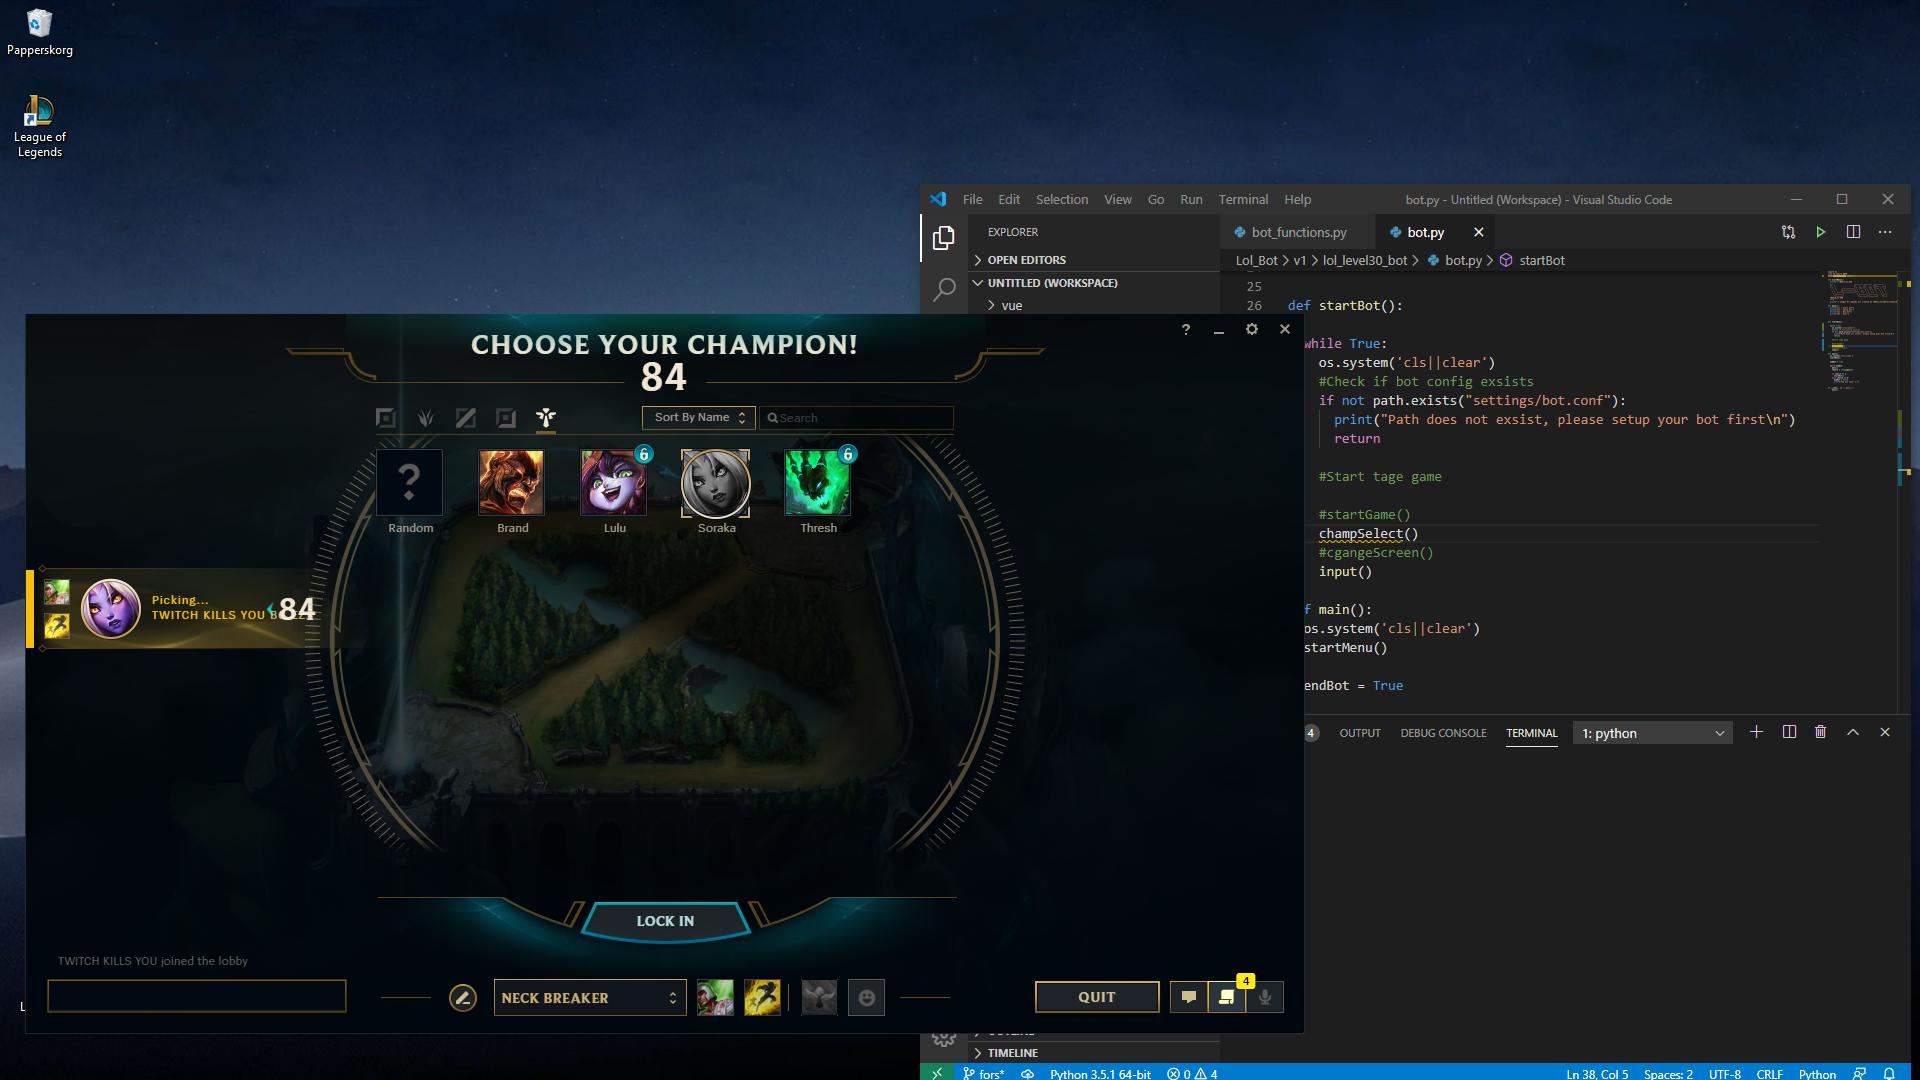 Papperskorg
League of
Legends
File Edit Selection View Go Run Terminal Help
bot.py - Untitled (Workspace) - Visual Studio Code
EXPLORER
bot_functions.py
bot.py
OPEN EDITORS
Lol_Bot > v1 > lol_level30_bot > bot.py > startBot
UNTITLED (WORKSPACE)
vue
25
26 def startBot():
while True:
os.system('cls||clear')
#Check if bot config exsists
if not path.exists("settings/bot.conf"):
print("Path does not exsist, please setup your bot first\n")
return
#Start tage game
#startGame()
champSelect()
#cgangeScreen()
input()
f main():
os.system('cls||clear')
startMenu()
endBot = True
4 OUTPUT DEBUG CONSOLE TERMINAL 1: python
TIMELINE
fors* Python 3.5.1 64-bit 0 4
Ln 38, Col 5 Spaces: 2 UTF-8 CRLF Python
CHOOSE YOUR CHAMPION!
84
?
Sort By Name
Search
6
6
?
Random
Brand
Lulu
Soraka
Thresh
Picking...
TWITCH KILLS YOU
84
LOCK IN
TWITCH KILLS YOU joined the lobby
NECK BREAKER
QUIT
4